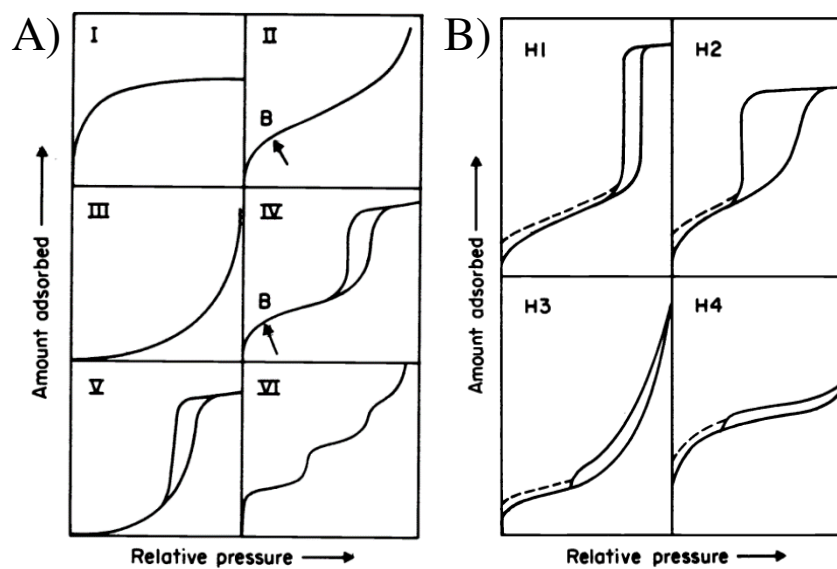 A)
I
II
B
III
IV
B
V
VI
Amount adsorbed
Relative pressure
B)
H1
H2
H3
H4
Amount adsorbed
Relative pressure